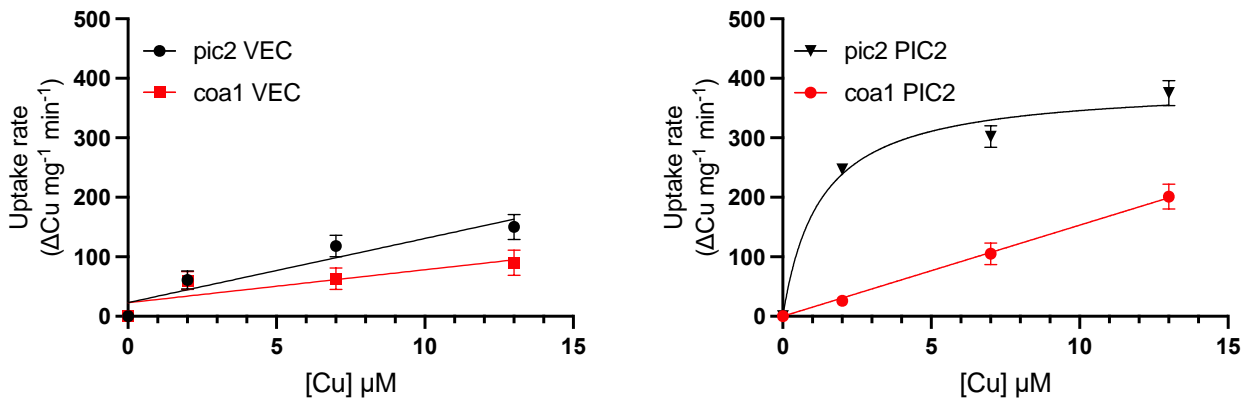 500
400
300
200
100
0
Uptake rate
(ΔCu mg⁻¹ min⁻¹)
pic2 VEC
coa1 VEC
0 5 10 15
[Cu] µM
500
400
300
200
100
0
Uptake rate
(ΔCu mg⁻¹ min⁻¹)
pic2 PIC2
coa1 PIC2
0 5 10 15
[Cu] µM